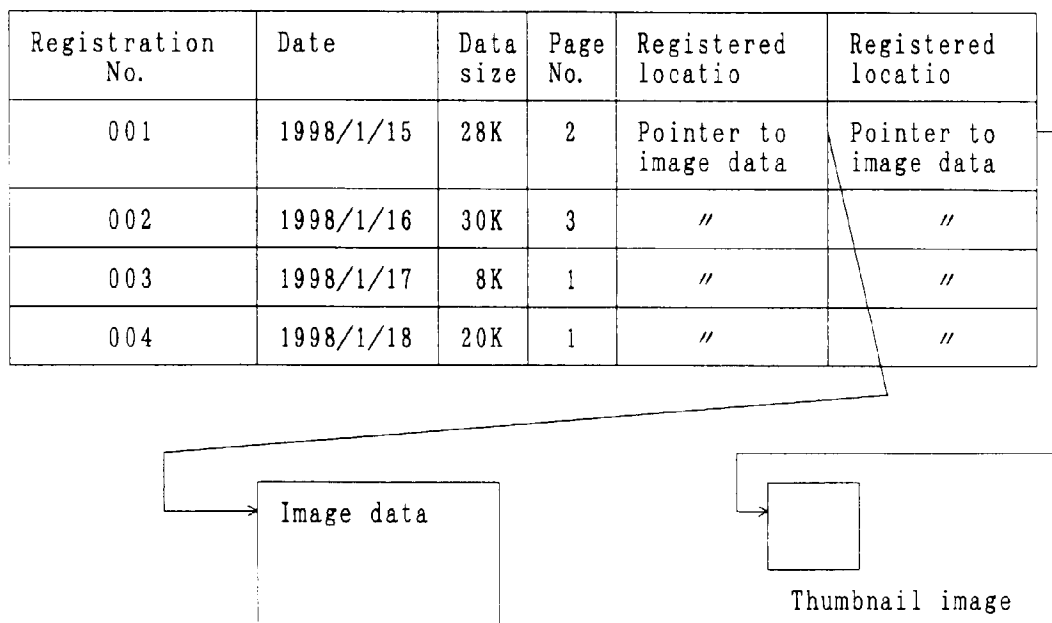 Registration No. Date Data size Page No. Registered locatio Registered locatio
001 1998/1/15 28K 2 Pointer to image data Pointer to image data
002 1998/1/16 30K 3 〃 〃
003 1998/1/17 8K 1 〃 〃
004 1998/1/18 20K 1 〃 〃
Image data
Thumbnail image